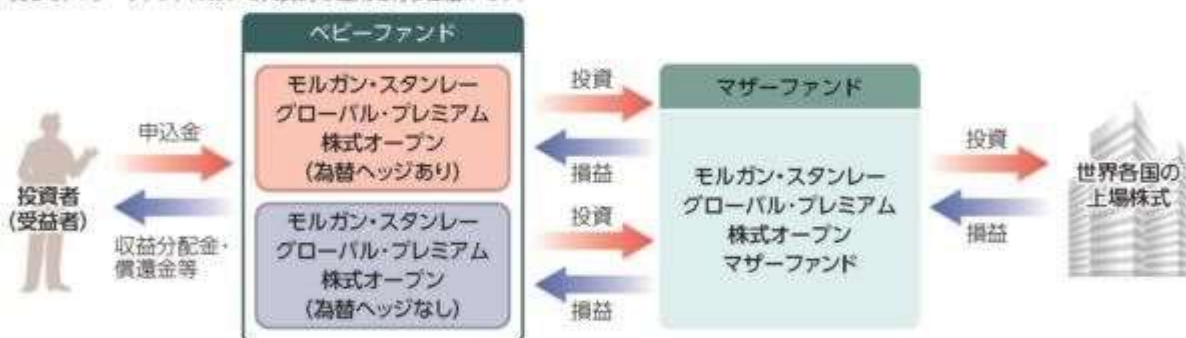 ベビーファンド
モルガン・スタンレー
グローバル・プレミアム
株式オープン
(為替ヘッジあり)
モルガン・スタンレー
グローバル・プレミアム
株式オープン
(為替ヘッジなし)
投資者
(受益者)
申込金
収益分配金・
償還金等
投資
損益
投資
損益
マザーファンド
モルガン・スタンレー
グローバル・プレミアム
株式オープン
マザーファンド
投資
損益
世界各国の
上場株式